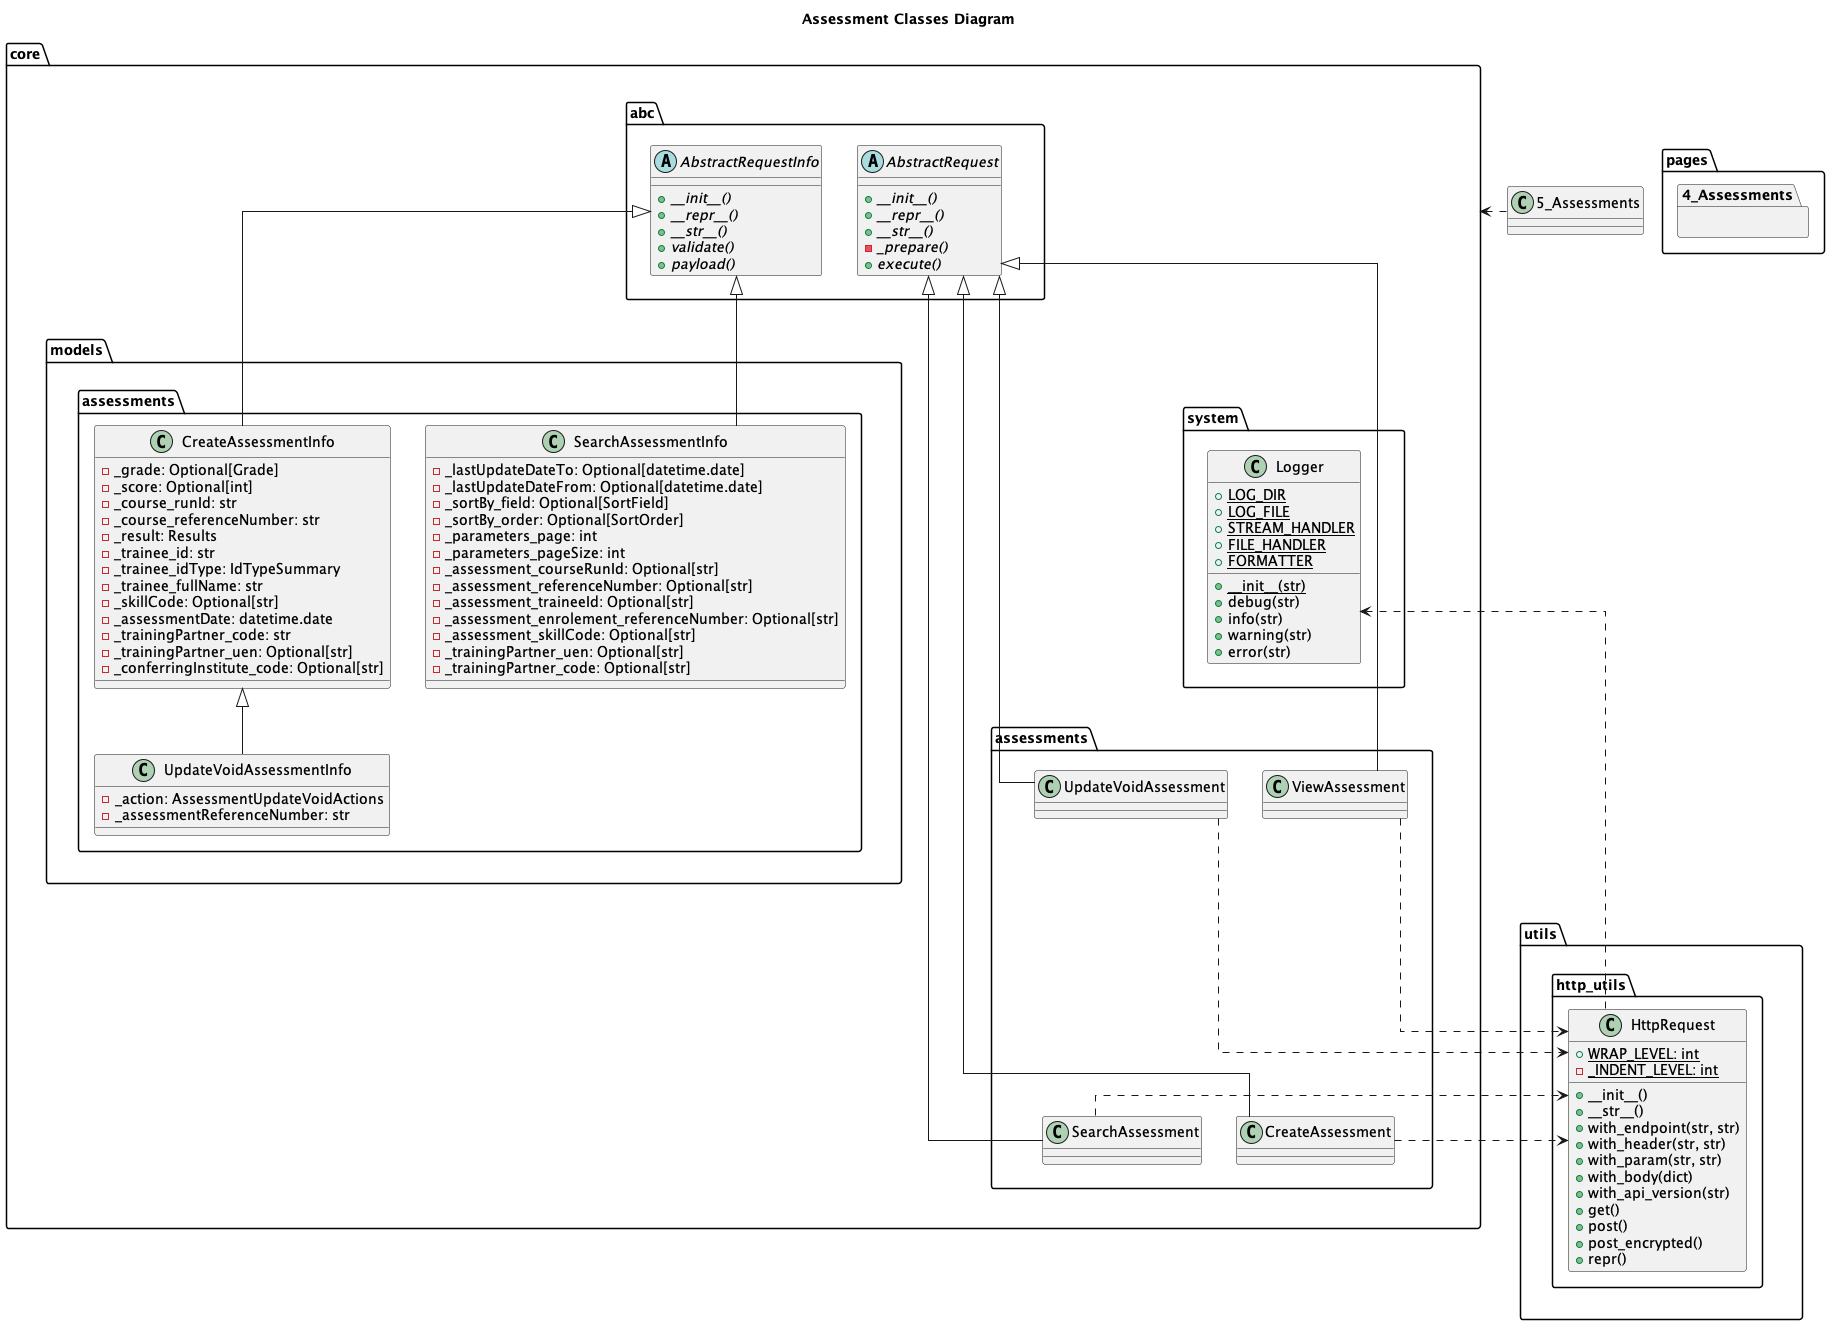 Assessment Classes Diagram
core
abc
A AbstractRequestInfo
__init__()
__repr__()
__str__()
validate()
payload()
A AbstractRequest
__init__()
__repr__()
__str__()
_prepare()
execute()
C 5_Assessments
pages
4_Assessments
models
assessments
C CreateAssessmentInfo
_grade: Optional[Grade]
_score: Optional[int]
_course_runId: str
_course_referenceNumber: str
_result: Results
_trainee_id: str
_trainee_idType: IdTypeSummary
_trainee_fullName: str
_skillCode: Optional[str]
_assessmentDate: datetime.date
_trainingPartner_code: str
_trainingPartner_uen: Optional[str]
_conferringInstitute_code: Optional[str]
C SearchAssessmentInfo
_lastUpdateDateTo: Optional[datetime.date]
_lastUpdateDateFrom: Optional[datetime.date]
_sortBy_field: Optional[SortField]
_sortBy_order: Optional[SortOrder]
_parameters_page: int
_parameters_pageSize: int
_assessment_courseRunId: Optional[str]
_assessment_referenceNumber: Optional[str]
_assessment_traineeId: Optional[str]
_assessment_enrolement_referenceNumber: Optional[str]
_assessment_skillCode: Optional[str]
_trainingPartner_uen: Optional[str]
_trainingPartner_code: Optional[str]
C UpdateVoidAssessmentInfo
_action: AssessmentUpdateVoidActions
_assessmentReferenceNumber: str
system
C Logger
LOG_DIR
LOG_FILE
STREAM_HANDLER
FILE_HANDLER
FORMATTER
__init__(str)
debug(str)
info(str)
warning(str)
error(str)
assessments
C UpdateVoidAssessment
C ViewAssessment
C SearchAssessment
C CreateAssessment
utils
http_utils
C HttpRequest
WRAP_LEVEL: int
_INDENT_LEVEL: int
__init__()
__str__()
with_endpoint(str, str)
with_header(str, str)
with_param(str, str)
with_body(dict)
with_api_version(str)
get()
post()
post_encrypted()
repr()